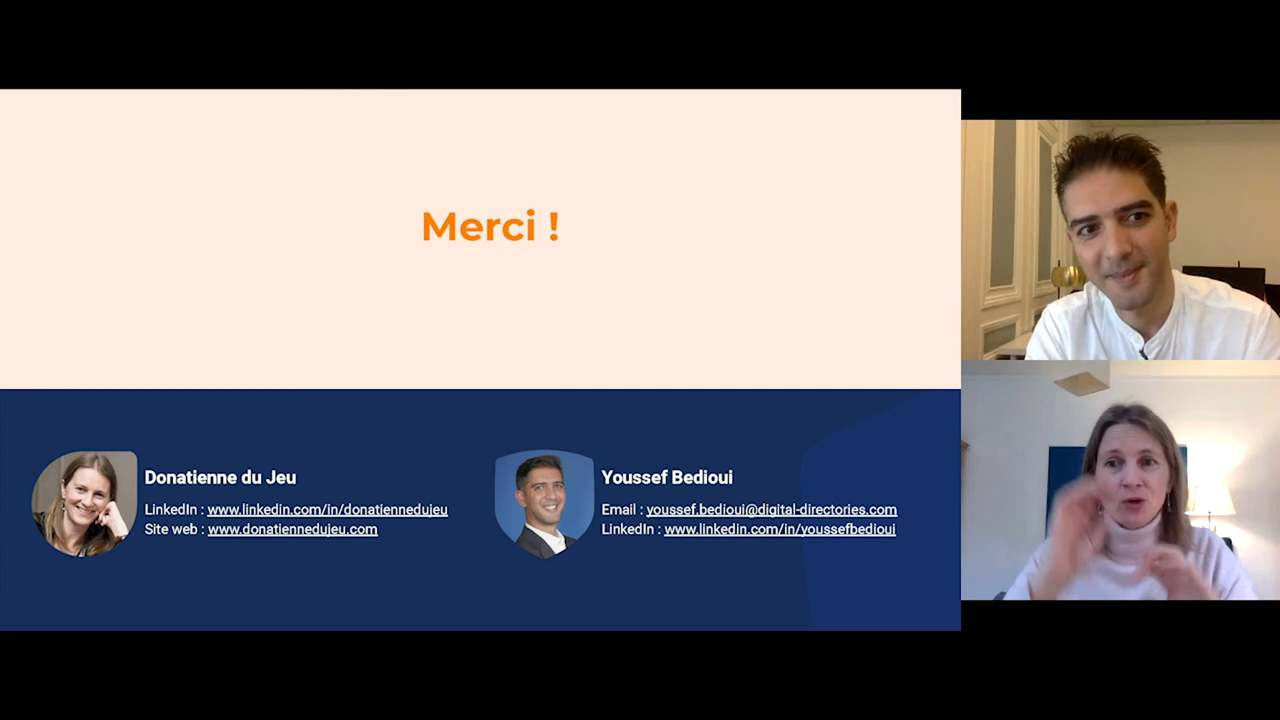 Merci !
Donatienne du Jeu
LinkedIn : www.linkedin.com/in/donatiennedujeu
Site web : www.donatiennedujeu.com
Youssef Bedioui
Email : youssef.bedioui@digital-directories.com
LinkedIn : www.linkedin.com/in/youssefbedioui